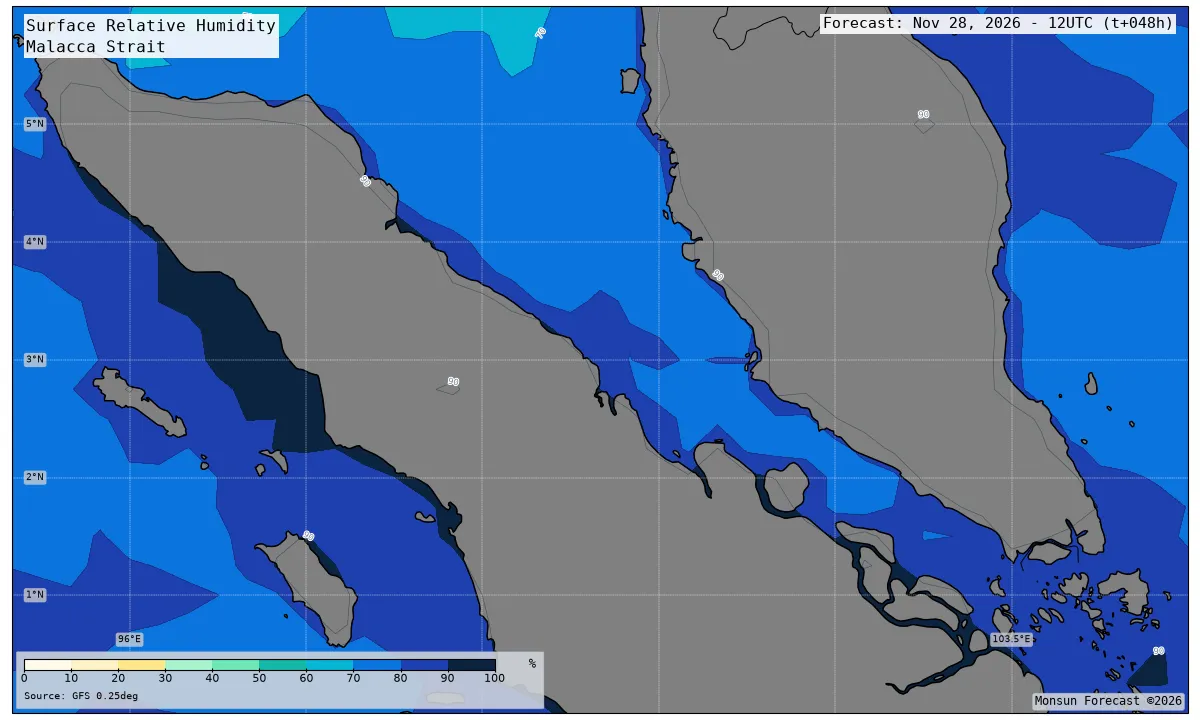 Surface Relative Humidity
Malacca Strait
Forecast: Nov 28, 2026 - 12UTC (t+048h)
70
90
5°N
90
4°N
90
3°N
90
2°N
90
1°N
96°E
103.5°E
90
%
0 10 20 30 40 50 60 70 80 90 100
Source: GFS 0.25deg
Monsun Forecast ©2026